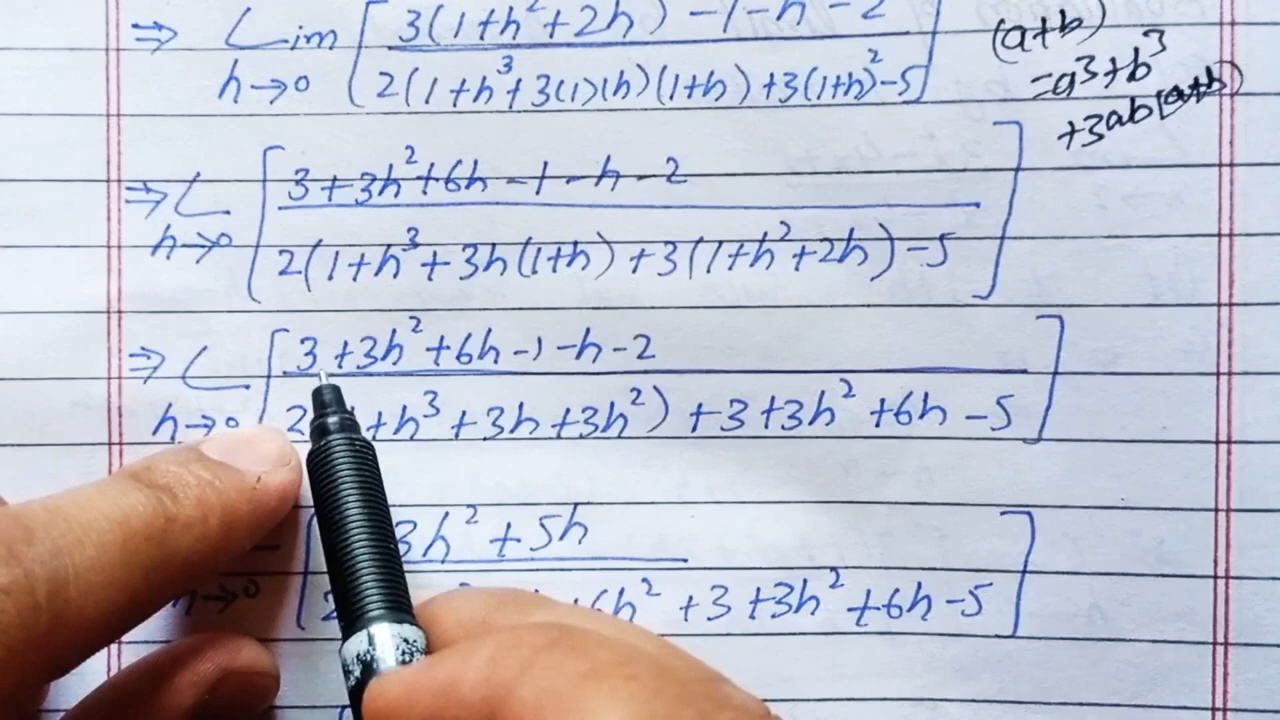 ⇒ Lim [ 3(1+h²+2h) -1-h-2
h→0 2(1+h³+3(1)(h)(1+h) +3(1+h)²-5 ]
(a+b)
=a³+b³
+3ab(a+b)
⇒ L [ 3+3h²+6h-1-h-2
h→0 2(1+h³+3h(1+h) +3(1+h²+2h) -5 ]
⇒ L [ 3+3h²+6h-1-h-2
h→0 2 +h³+3h+3h²) +3+3h²+6h-5 ]
[ 3h²+5h
h→0 2 +6h² +3+3h²+6h-5 ]